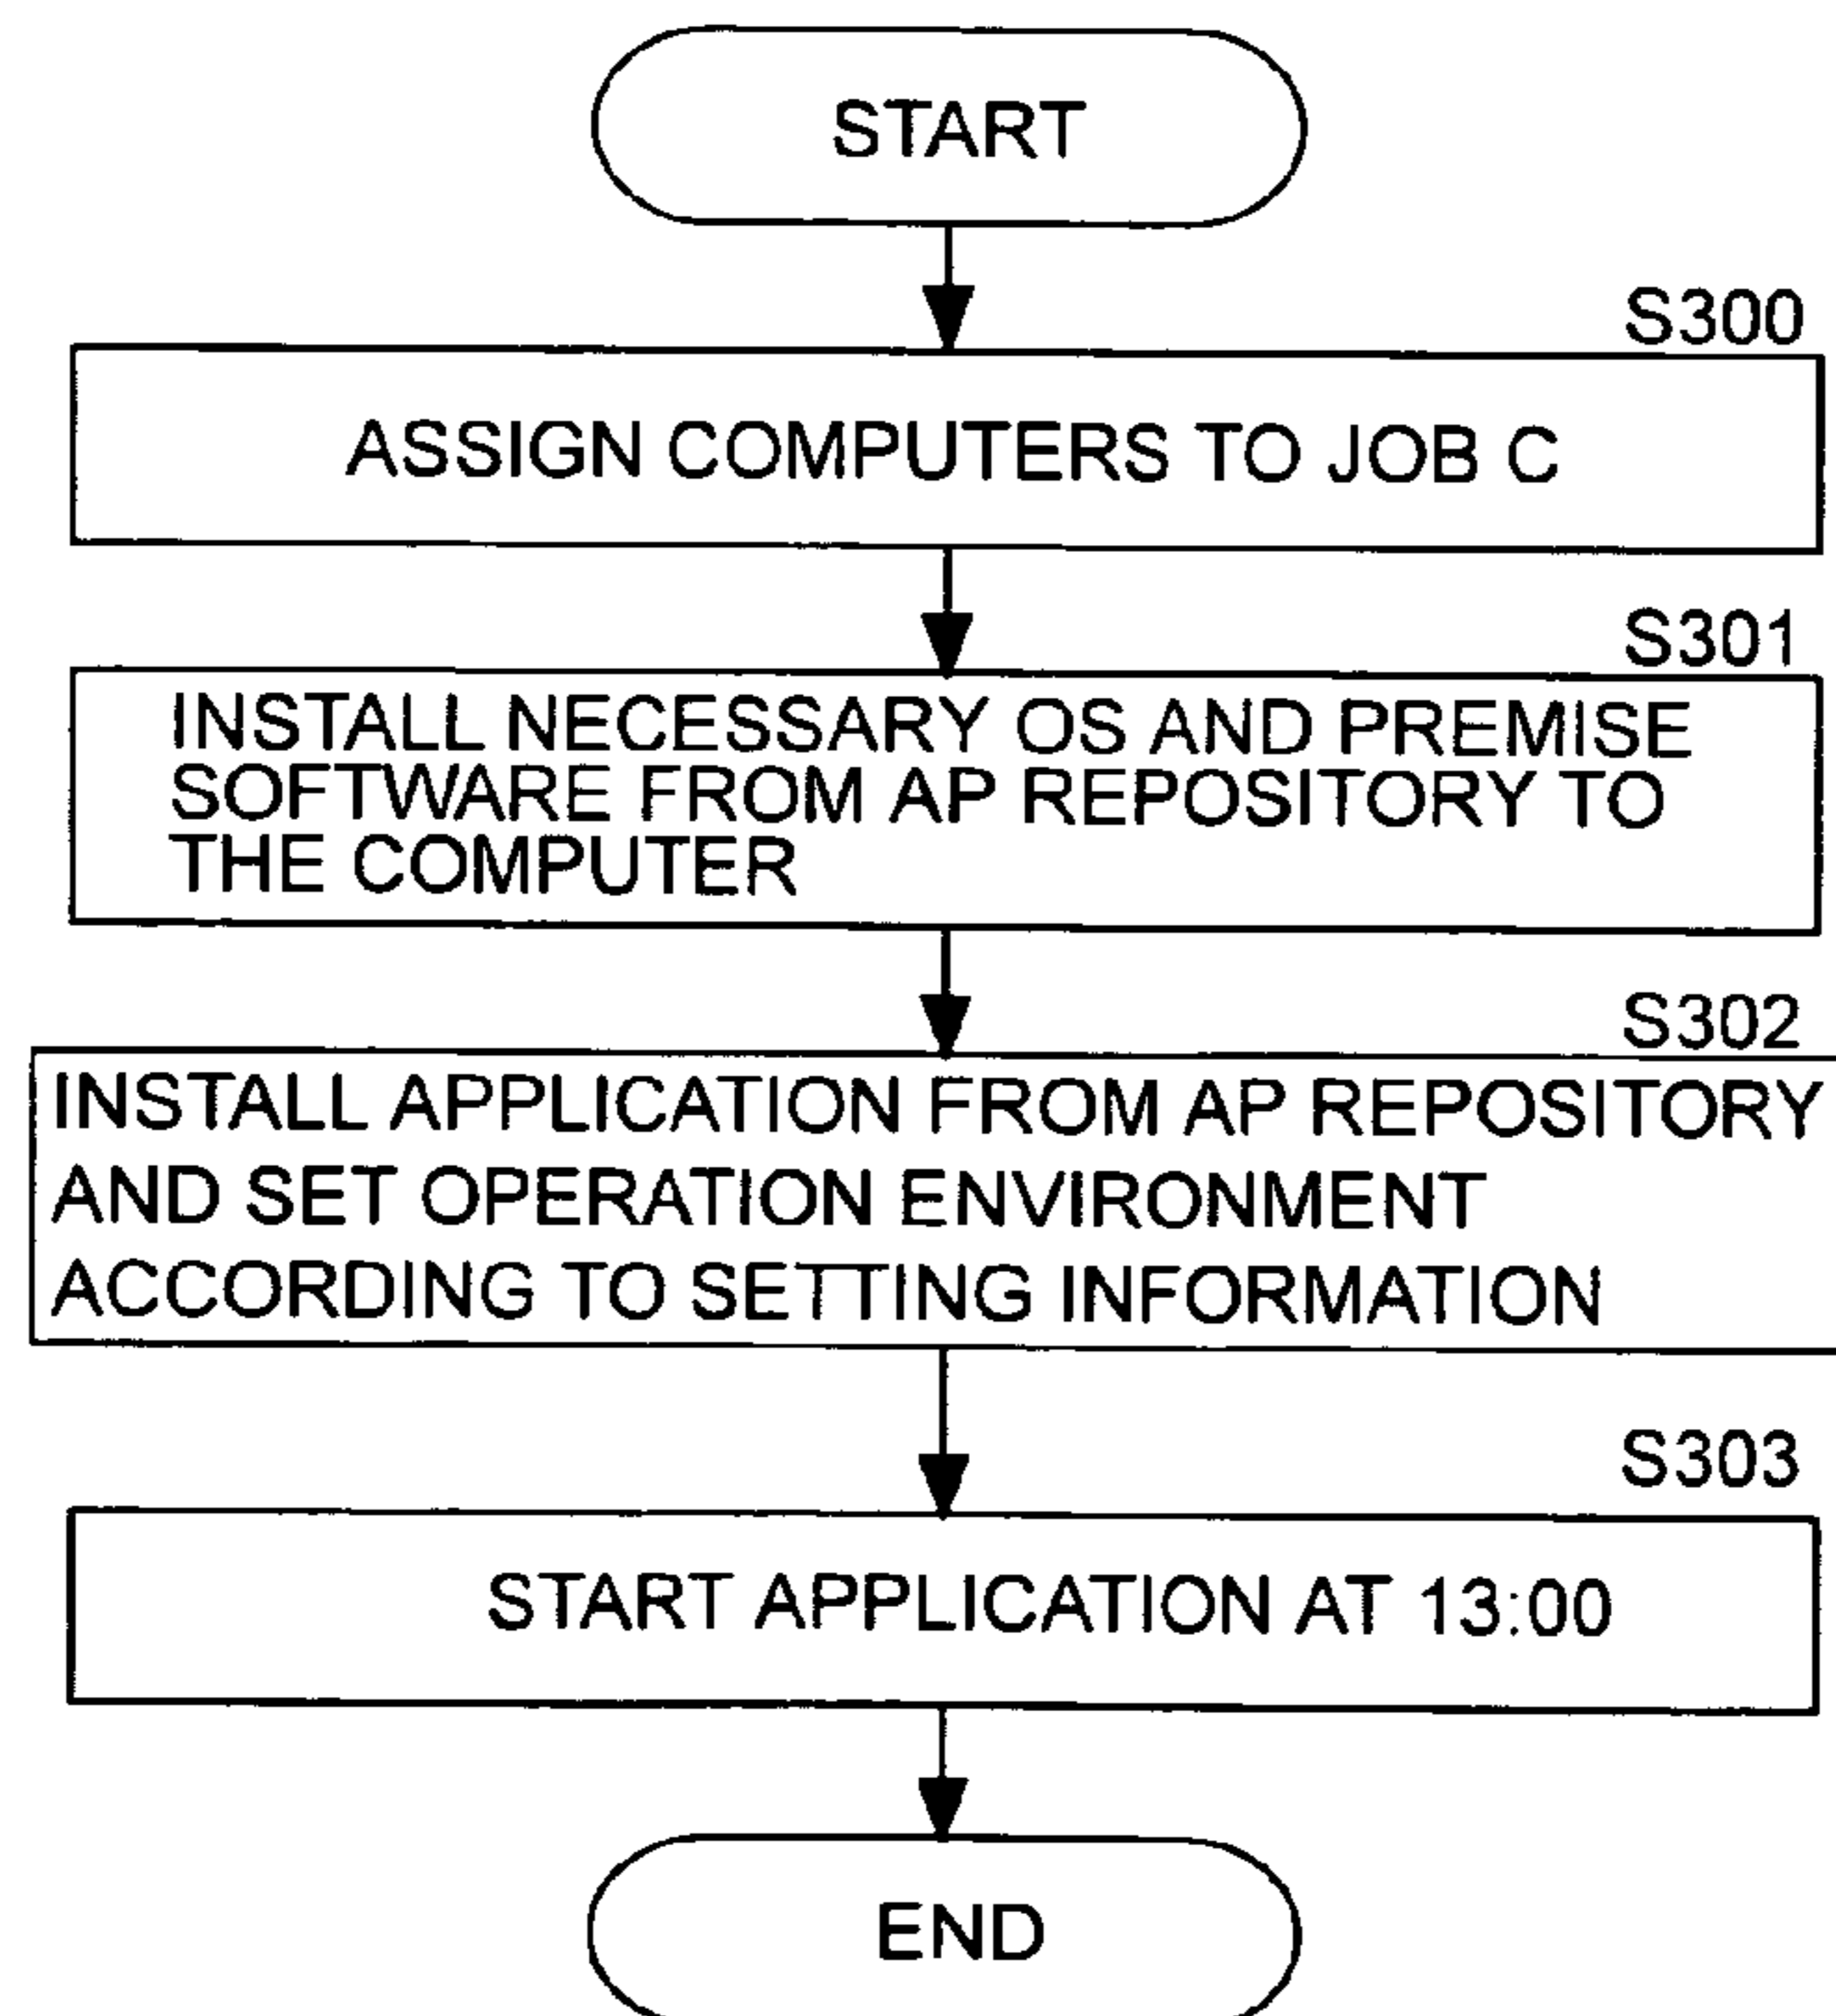 START
S300
ASSIGN COMPUTERS TO JOB C
S301
INSTALL NECESSARY OS AND PREMISE
SOFTWARE FROM AP REPOSITORY TO
THE COMPUTER
S302
INSTALL APPLICATION FROM AP REPOSITORY
AND SET OPERATION ENVIRONMENT
ACCORDING TO SETTING INFORMATION
S303
START APPLICATION AT 13:00
END